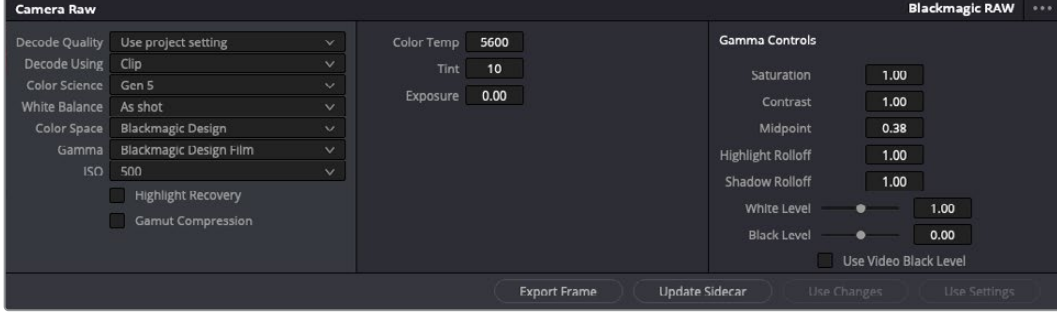 Camera Raw
Blackmagic RAW
Decode Quality Use project setting
Decode Using Clip
Color Science Gen 5
White Balance As shot
Color Space Blackmagic Design
Gamma Blackmagic Design Film
ISO 500
Highlight Recovery
Gamut Compression
Color Temp 5600
Tint 10
Exposure 0.00
Gamma Controls
Saturation 1.00
Contrast 1.00
Midpoint 0.38
Highlight Rolloff 1.00
Shadow Rolloff 1.00
White Level 1.00
Black Level 0.00
Use Video Black Level
Export Frame
Update Sidecar
Use Changes
Use Settings